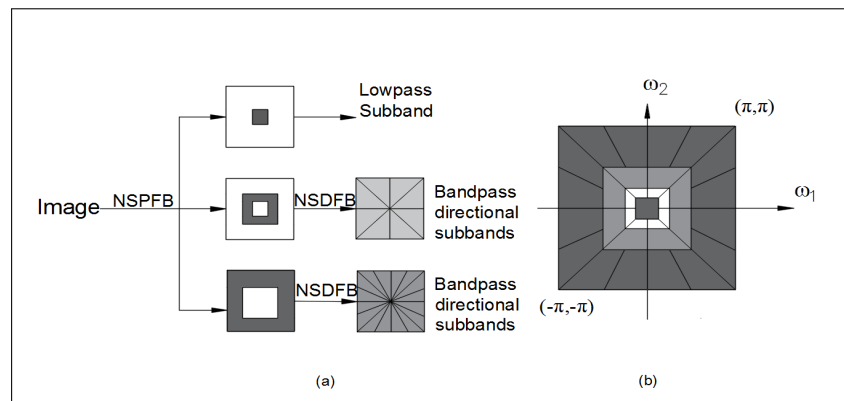 Lowpass
Subband
Image
NSPFB
NSDFB
Bandpass
directional
subbands
NSDFB
Bandpass
directional
subbands
(a)
ω2
(π,π)
ω1
(-π,-π)
(b)